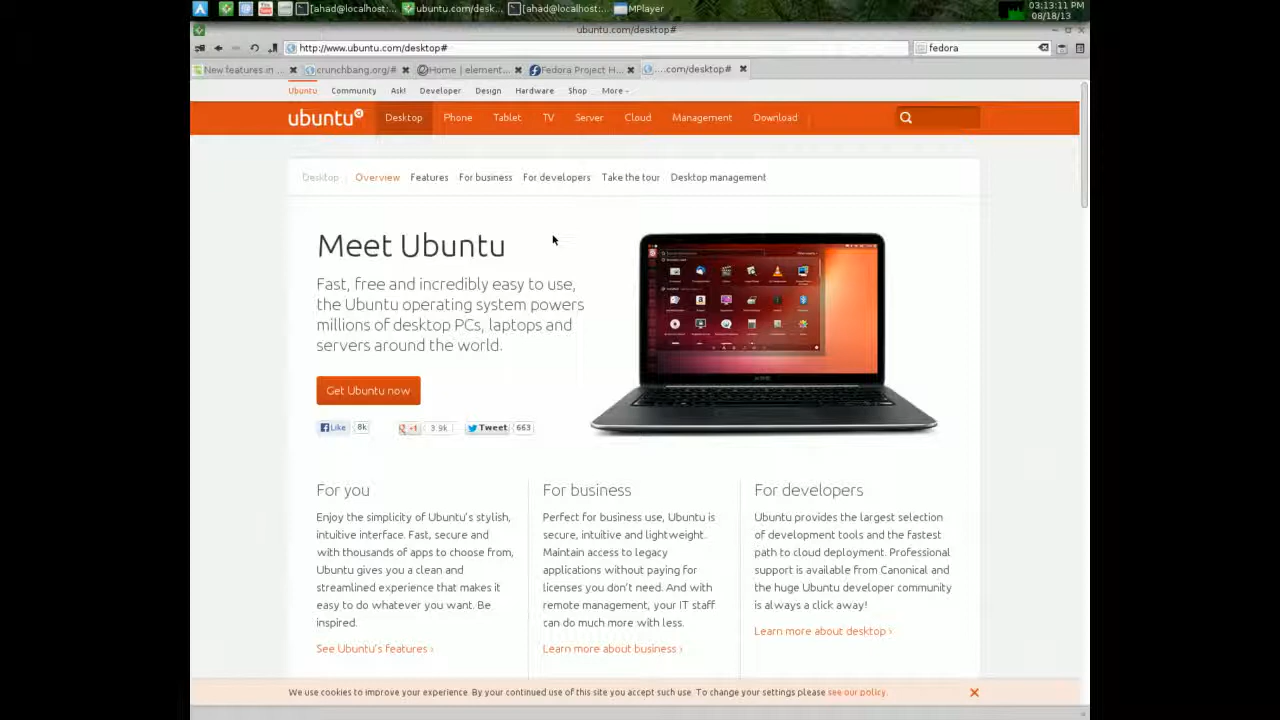 [ahad@localhost:... ubuntu.com/desk... [ahad@localhost:... MPlayer
03:13:11
08/18/13
ubuntu.com/desktop#
http://www.ubuntu.com/desktop# fedora
New features in ... crunchbang.org/# Home | element... Fedora Project H... ....com/desktop#
Ubuntu Community Ask! Developer Design Hardware Shop More
ubuntu Desktop Phone Tablet TV Server Cloud Management Download
Desktop Overview Features For business For developers Take the tour Desktop management
Meet Ubuntu
Fast, free and incredibly easy to use,
the Ubuntu operating system powers
millions of desktop PCs, laptops and
servers around the world.
Get Ubuntu now
Like 8k +1 3.9k Tweet 663
For you
Enjoy the simplicity of Ubuntu's stylish,
intuitive interface. Fast, secure and
with thousands of apps to choose from,
Ubuntu gives you a clean and
streamlined experience that makes it
easy to do whatever you want. Be
inspired.
See Ubuntu's features ›
For business
Perfect for business use, Ubuntu is
secure, intuitive and lightweight.
Maintain access to legacy
applications without paying for
licenses you don't need. And with
remote management, your IT staff
can do much more with less.
Learn more about business ›
For developers
Ubuntu provides the largest selection
of development tools and the fastest
path to cloud deployment. Professional
support is available from Canonical and
the huge Ubuntu developer community
is always a click away!
Learn more about desktop ›
We use cookies to improve your experience. By your continued use of this site you accept such use. To change your settings please see our policy.